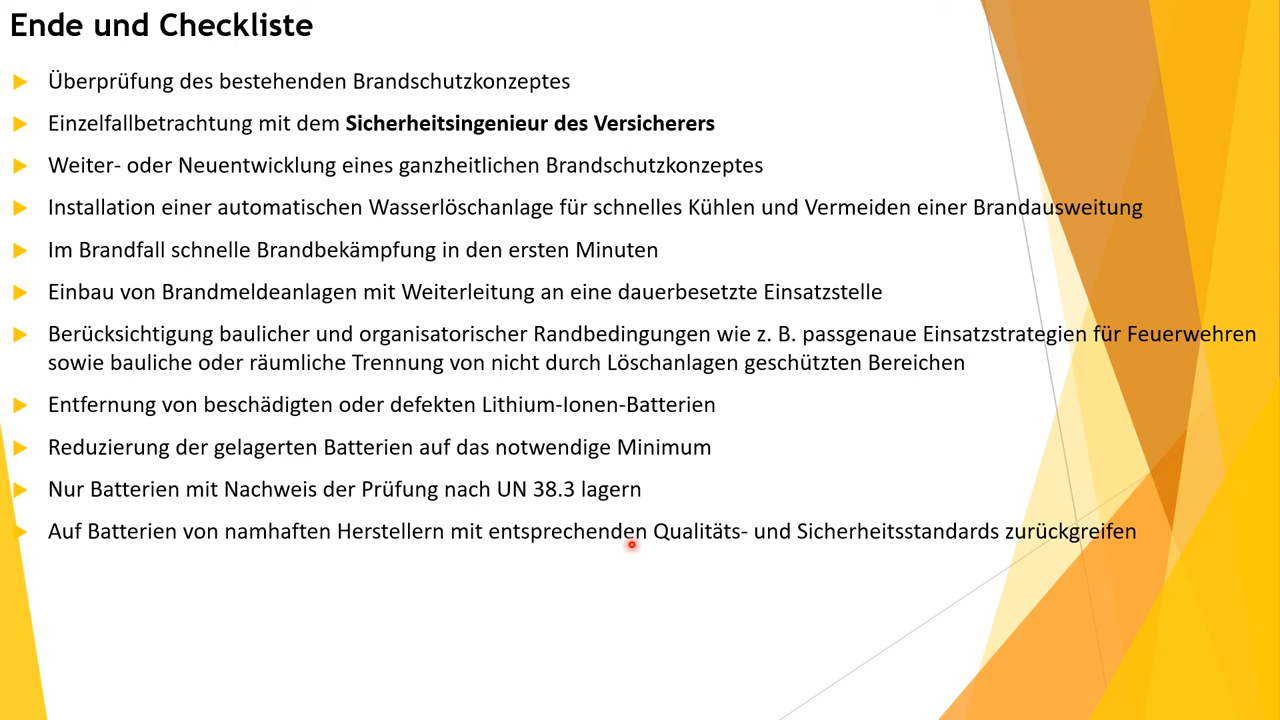 Ende und Checkliste
Überprüfung des bestehenden Brandschutzkonzeptes
Einzelfallbetrachtung mit dem Sicherheitsingenieur des Versicherers
Weiter- oder Neuentwicklung eines ganzheitlichen Brandschutzkonzeptes
Installation einer automatischen Wasserlöschanlage für schnelles Kühlen und Vermeiden einer Brandausweitung
Im Brandfall schnelle Brandbekämpfung in den ersten Minuten
Einbau von Brandmeldeanlagen mit Weiterleitung an eine dauerbesetzte Einsatzstelle
Berücksichtigung baulicher und organisatorischer Randbedingungen wie z. B. passgenaue Einsatzstrategien für Feuerwehren
sowie bauliche oder räumliche Trennung von nicht durch Löschanlagen geschützten Bereichen
Entfernung von beschädigten oder defekten Lithium-Ionen-Batterien
Reduzierung der gelagerten Batterien auf das notwendige Minimum
Nur Batterien mit Nachweis der Prüfung nach UN 38.3 lagern
Auf Batterien von namhaften Herstellern mit entsprechenden Qualitäts- und Sicherheitsstandards zurückgreifen